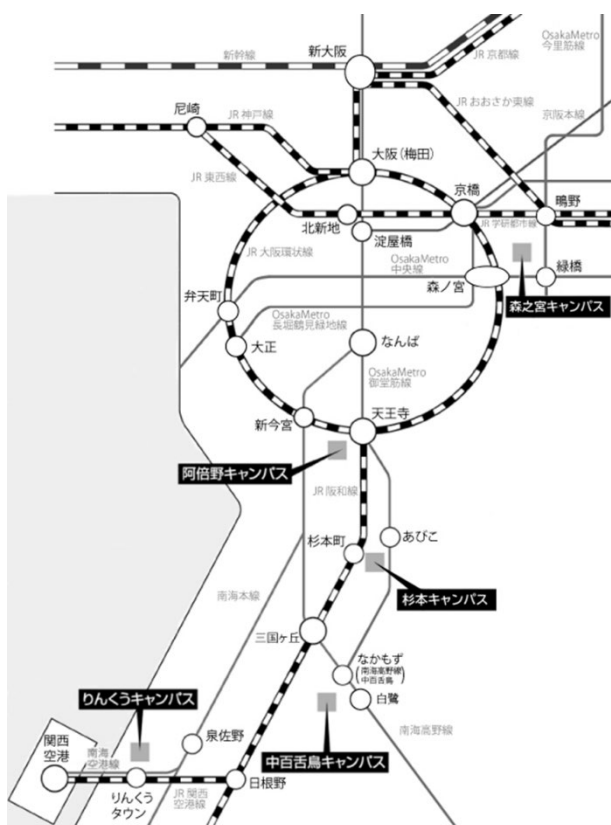 新幹線
新大阪
JR 京都線
OsakaMetro
今里筋線
尼崎
JR 神戸線
JR おおさか東線
京阪本線
JR 東西線
大阪（梅田）
京橋
鴫野
北新地
淀屋橋
JR 学研都市線
JR 大阪環状線
OsakaMetro
中央線
森ノ宮
緑橋
森之宮キャンパス
弁天町
OsakaMetro
長堀鶴見緑地線
大正
なんば
OsakaMetro
御堂筋線
新今宮
天王寺
阿倍野キャンパス
JR 阪和線
杉本町
あびこ
杉本キャンパス
南海本線
三国ヶ丘
なかもず
（南海高野線）
中百舌鳥
白鷺
りんくうキャンパス
南海高野線
泉佐野
中百舌鳥キャンパス
関西
空港
南海
空港線
りんくう
タウン
JR 関西
空港線
日根野